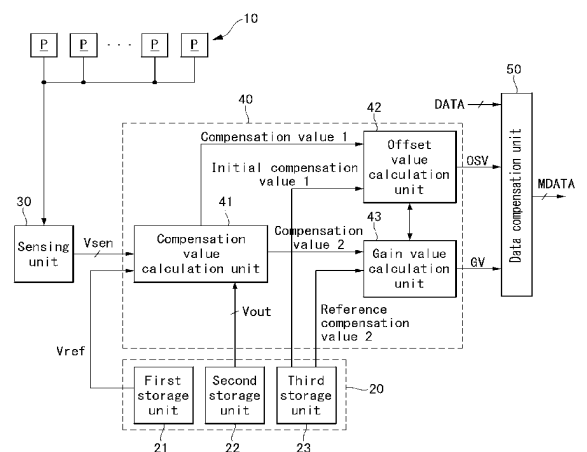 10
P P · · · P P
50
40
42
DATA
Compensation value 1
Initial compensation
value 1
Offset
value
calculation
unit
OSV
Data compensation unit
MDATA
30
41
43
Sensing
unit
Vsen
Compensation
value
calculation unit
Compensation
value 2
Gain value
calculation
unit
GV
Vout
Reference
compensation
value 2
Vref
First
storage
unit
Second
storage
unit
Third
storage
unit
20
21
22
23